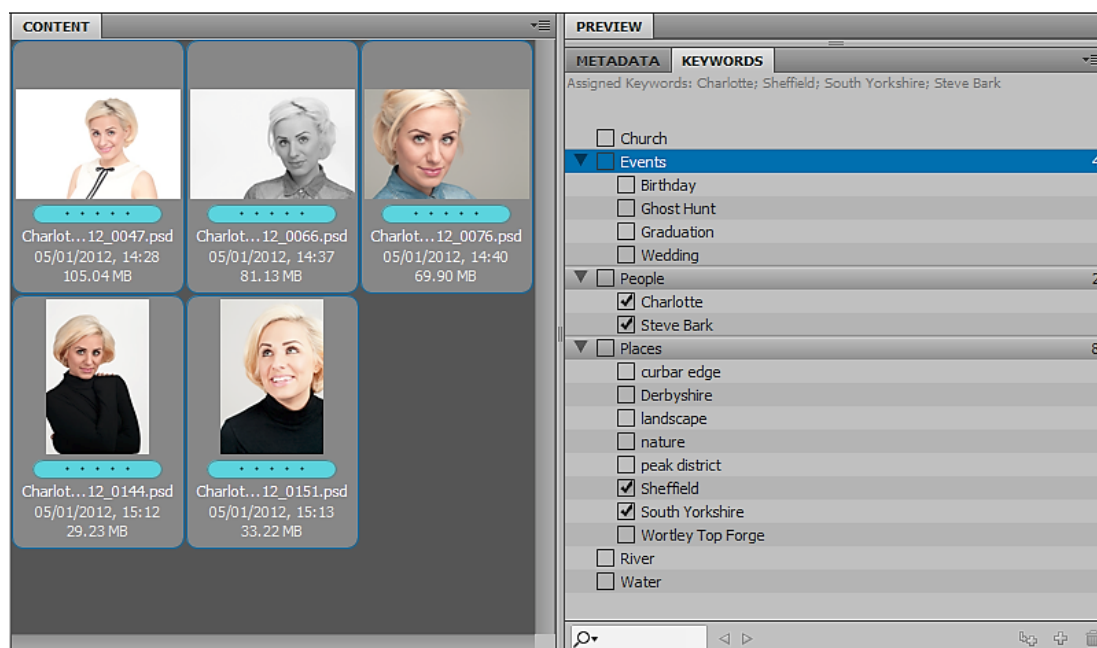 CONTENT
Charlot...12_0047.psd
05/01/2012, 14:28
105.04 MB
Charlot...12_0066.psd
05/01/2012, 14:37
81.13 MB
Charlot...12_0076.psd
05/01/2012, 14:40
69.90 MB
Charlot...12_0144.psd
05/01/2012, 15:12
29.23 MB
Charlot...12_0151.psd
05/01/2012, 15:13
33.22 MB
PREVIEW
METADATA KEYWORDS
Assigned Keywords: Charlotte; Sheffield; South Yorkshire; Steve Bark
Church
Events 4
Birthday
Ghost Hunt
Graduation
Wedding
People 2
Charlotte
Steve Bark
Places 8
curbar edge
Derbyshire
landscape
nature
peak district
Sheffield
South Yorkshire
Wortley Top Forge
River
Water